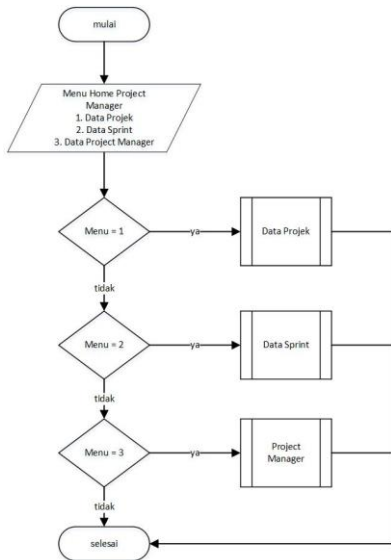 mulai
Menu Home Project
Manager
1. Data Projek
2. Data Sprint
3. Data Project Manager
Menu = 1
ya
Data Projek
tidak
Menu = 2
ya
Data Sprint
tidak
Menu = 3
ya
Project
Manager
tidak
selesai